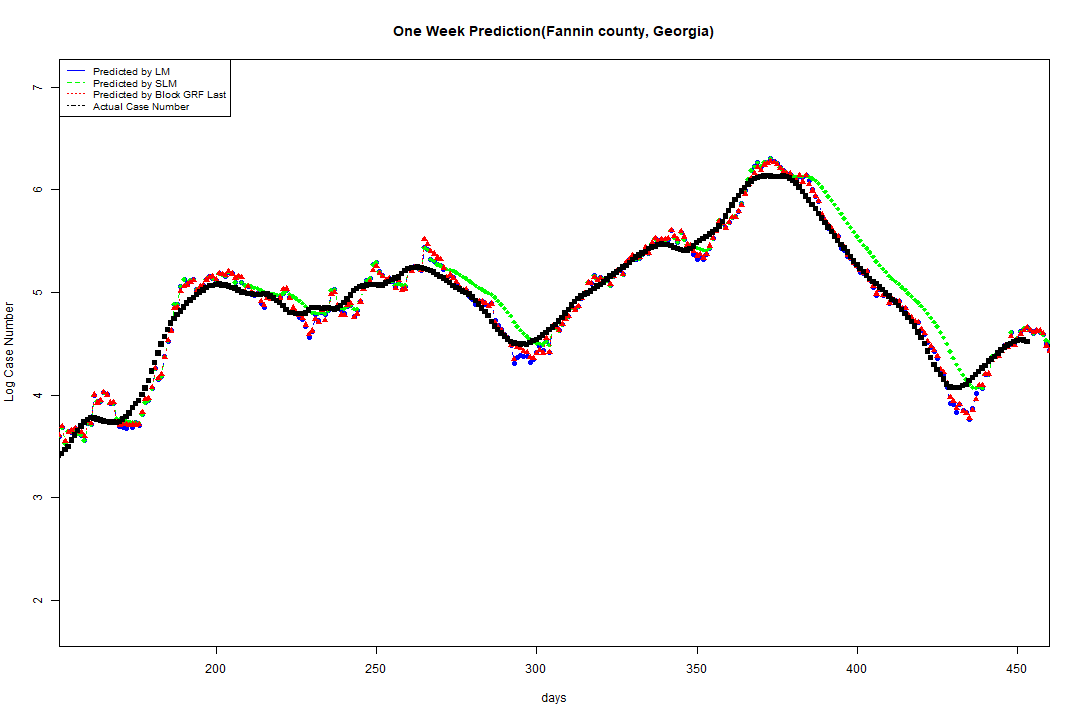 One Week Prediction(Fannin county, Georgia)
Predicted by LM
Predicted by SLM
Predicted by Block GRF Last
Actual Case Number
7
6
5
4
3
2
Log Case Number
200 250 300 350 400 450
days